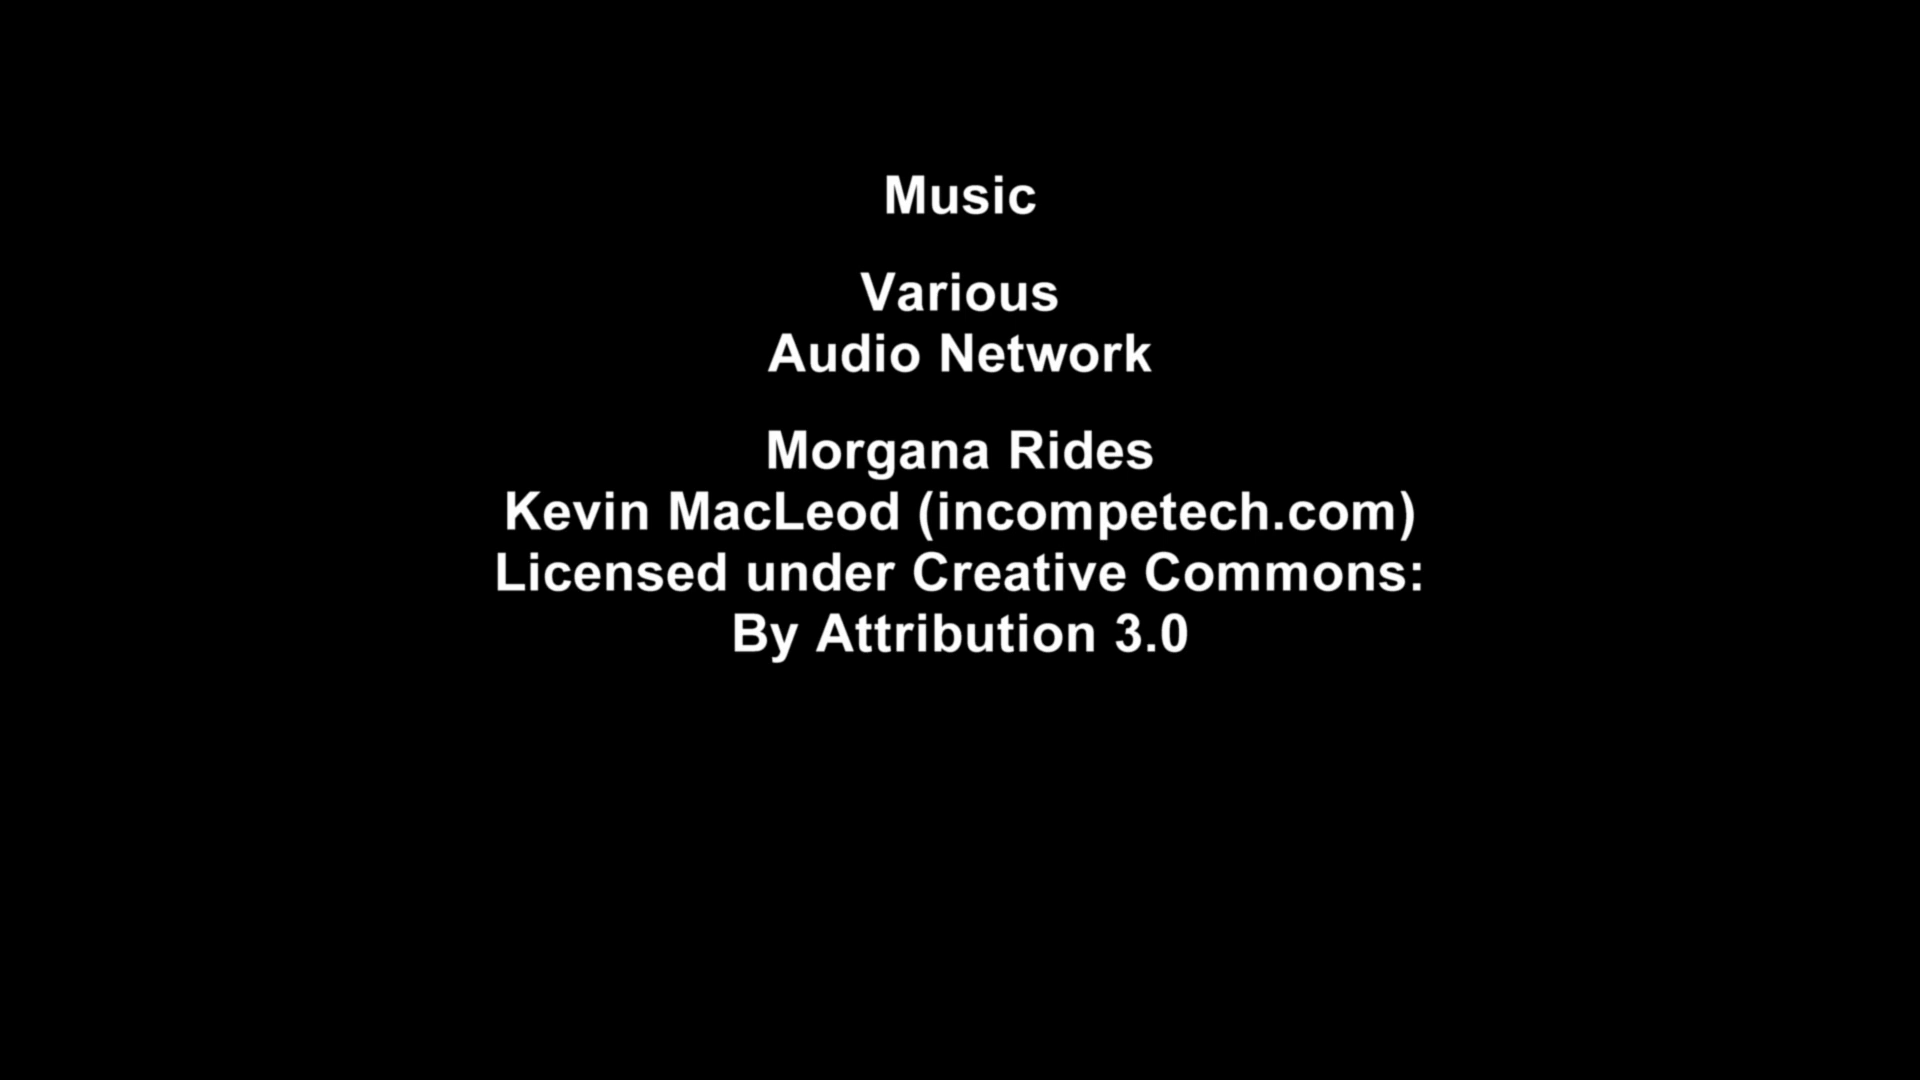 Music
Various
Audio Network
Morgana Rides
Kevin MacLeod (incompetech.com)
Licensed under Creative Commons:
By Attribution 3.0